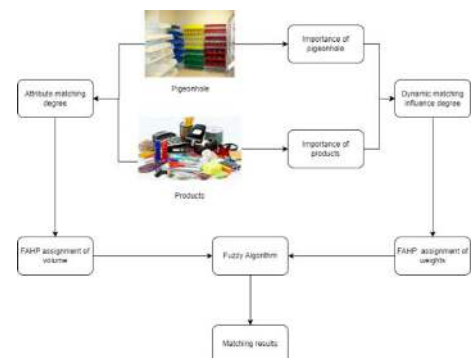 Importance of
pigeonhole
Pigeonhole
Attribute matching
degree
Dynamic matching
influence degree
Importance of
products
Products
FAHP assignment of
volume
Fuzzy Algorithm
FAHP assignment of
weights
Matching results